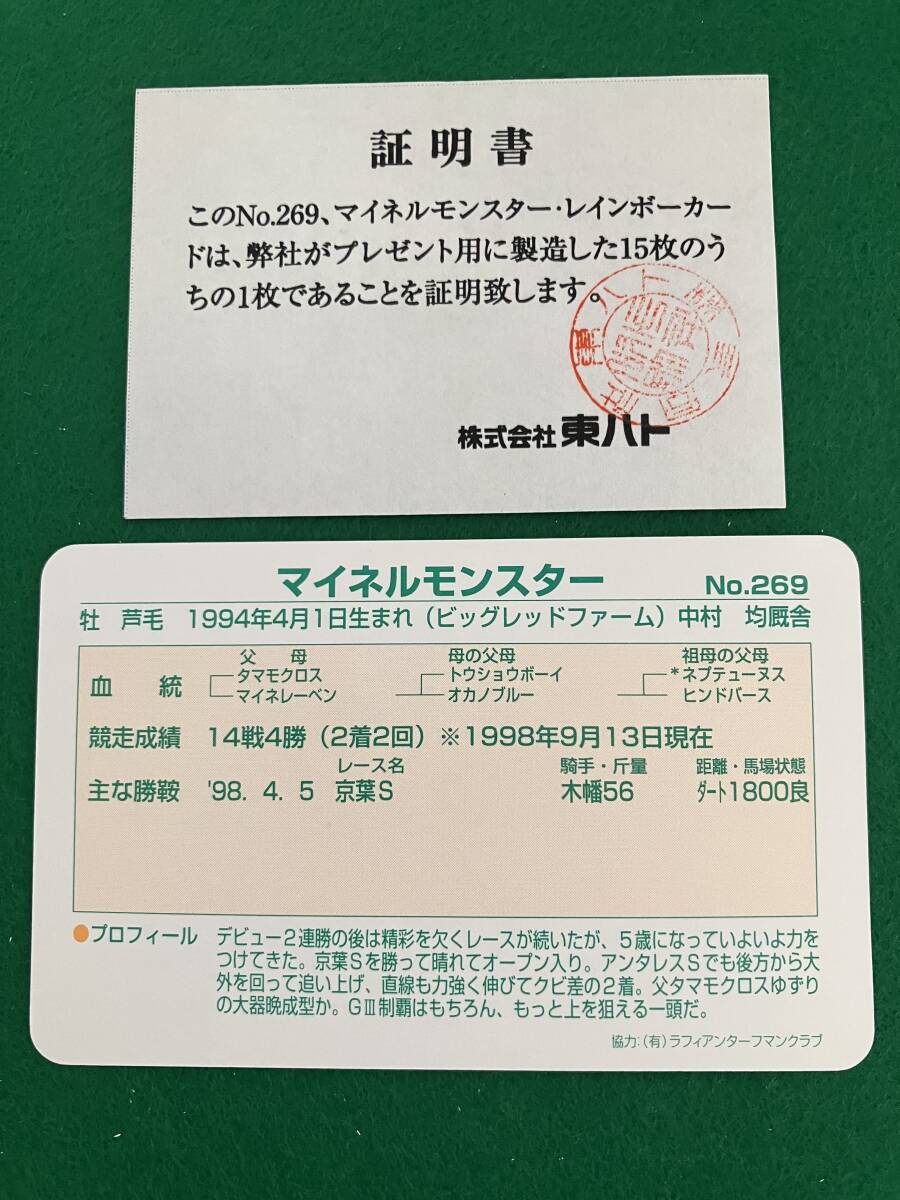 証明書
このNo.269、マイネルモンスター・レインボーカー
ドは、弊社がプレゼント用に製造した15枚のう
ちの1枚であることを証明致します。
株式会社 東ハト
マイネルモンスター No.269
牡 芦毛 1994年4月1日生まれ（ビッグレッドファーム）中村 均厩舎
父 母 母の父母 祖母の父母
血 統 タマモクロス トウショウボーイ *ネプテューヌス
マイネレーベン オカノブルー ヒンドバース
競走成績 14戦4勝（2着2回）※1998年9月13日現在
レース名 騎手・斤量 距離・馬場状態
主な勝鞍 '98. 4. 5 京葉S 木幡56 ﾀﾞｰﾄ1800良
●プロフィール デビュー2連勝の後は精彩を欠くレースが続いたが、5歳になっていよいよ力を
つけてきた。京葉Sを勝って晴れてオープン入り。アンタレスSでも後方から大
外を回って追い上げ、直線も力強く伸びてクビ差の2着。父タマモクロスゆずり
の大器晩成型か。GⅢ制覇はもちろん、もっと上を狙える一頭だ。
協力：（有）ラフィアンターフマンクラブ